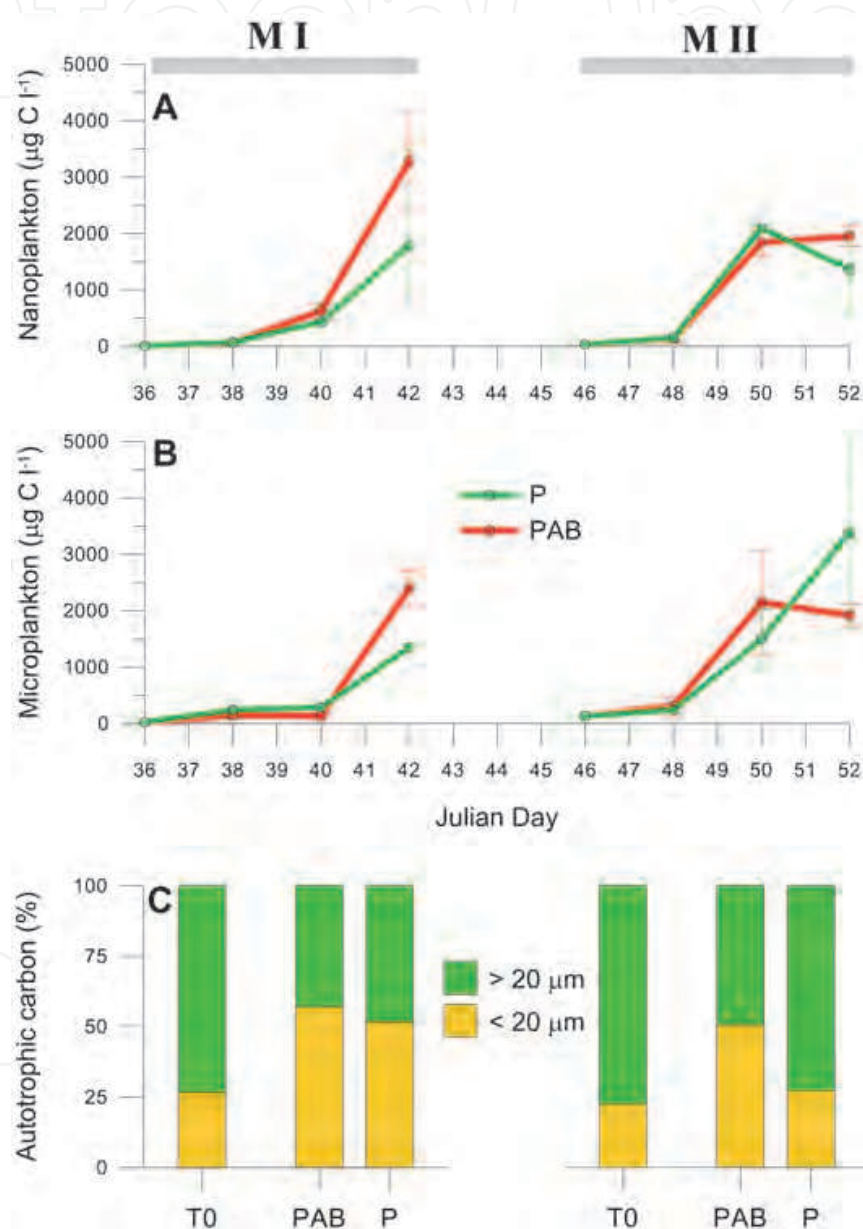 M I M II
A
Nanoplankton (µg C l⁻¹)
5000
4000
3000
2000
1000
0
36 37 38 39 40 41 42 43 44 45 46 47 48 49 50 51 52
B
Microplankton (µg C l⁻¹)
5000
4000
3000
2000
1000
0
P
PAB
36 37 38 39 40 41 42 43 44 45 46 47 48 49 50 51 52
Julian Day
C
Autotrophic carbon (%)
100
75
50
25
0
> 20 µm
< 20 µm
T0 PAB P T0 PAB P